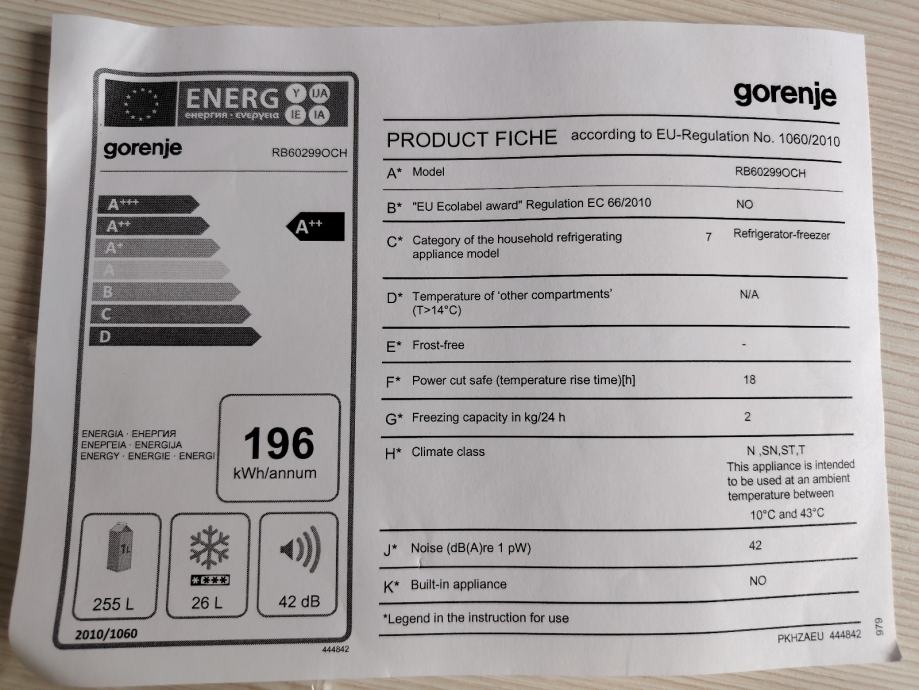 ENERG
енергия · ενεργεια
Y IJA
IE IA
gorenje
RB60299OCH
A+++
A++
A+
A
B
C
D
A++
ENERGIA · ЕНЕРГИЯ
ΕΝΕΡΓΕΙΑ · ENERGIJA
ENERGY · ENERGIE · ENERGI
196
kWh/annum
1L
255 L
26 L
42 dB
2010/1060
444842
gorenje
PRODUCT FICHE according to EU-Regulation No. 1060/2010
A* Model RB60299OCH
B* "EU Ecolabel award" Regulation EC 66/2010 NO
C* Category of the household refrigerating 7 Refrigerator-freezer
appliance model
D* Temperature of ‘other compartments’ N/A
(T>14°C)
E* Frost-free -
F* Power cut safe (temperature rise time)[h] 18
G* Freezing capacity in kg/24 h 2
H* Climate class N ,SN,ST,T
This appliance is intended
to be used at an ambient
temperature between
10°C and 43°C
J* Noise (dB(A)re 1 pW) 42
K* Built-in appliance NO
*Legend in the instruction for use
PKHZAEU 444842
979